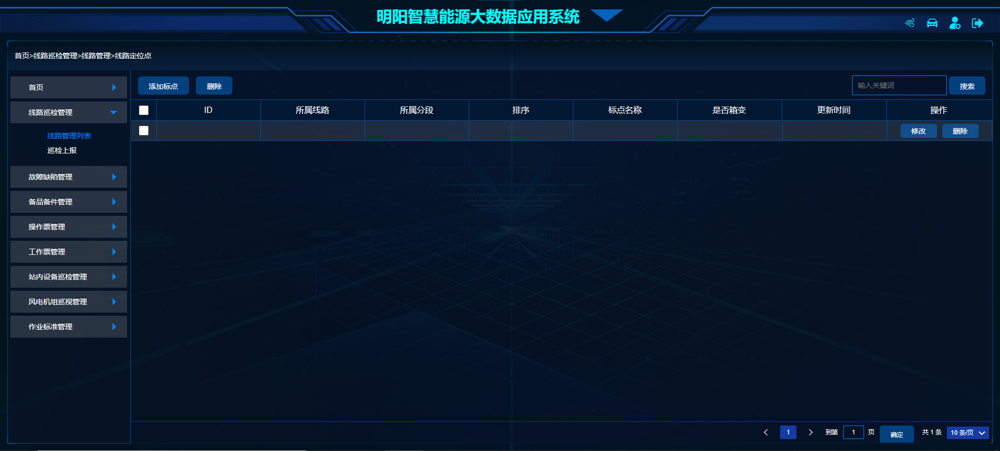 明阳智慧能源大数据应用系统
首页>线路巡检管理>线路管理>线路定位点
首页
线路巡检管理
线路管理列表
巡检上报
故障缺陷管理
备品备件管理
操作票管理
工作票管理
站内设备巡检管理
风电机组巡视管理
作业标准管理
添加标点 删除 输入关键词 搜索
ID 所属线路 所属分段 排序 标点名称 是否箱变 更新时间 操作
修改 删除
1 到第 1 页 确定 共 1 条 10 条/页